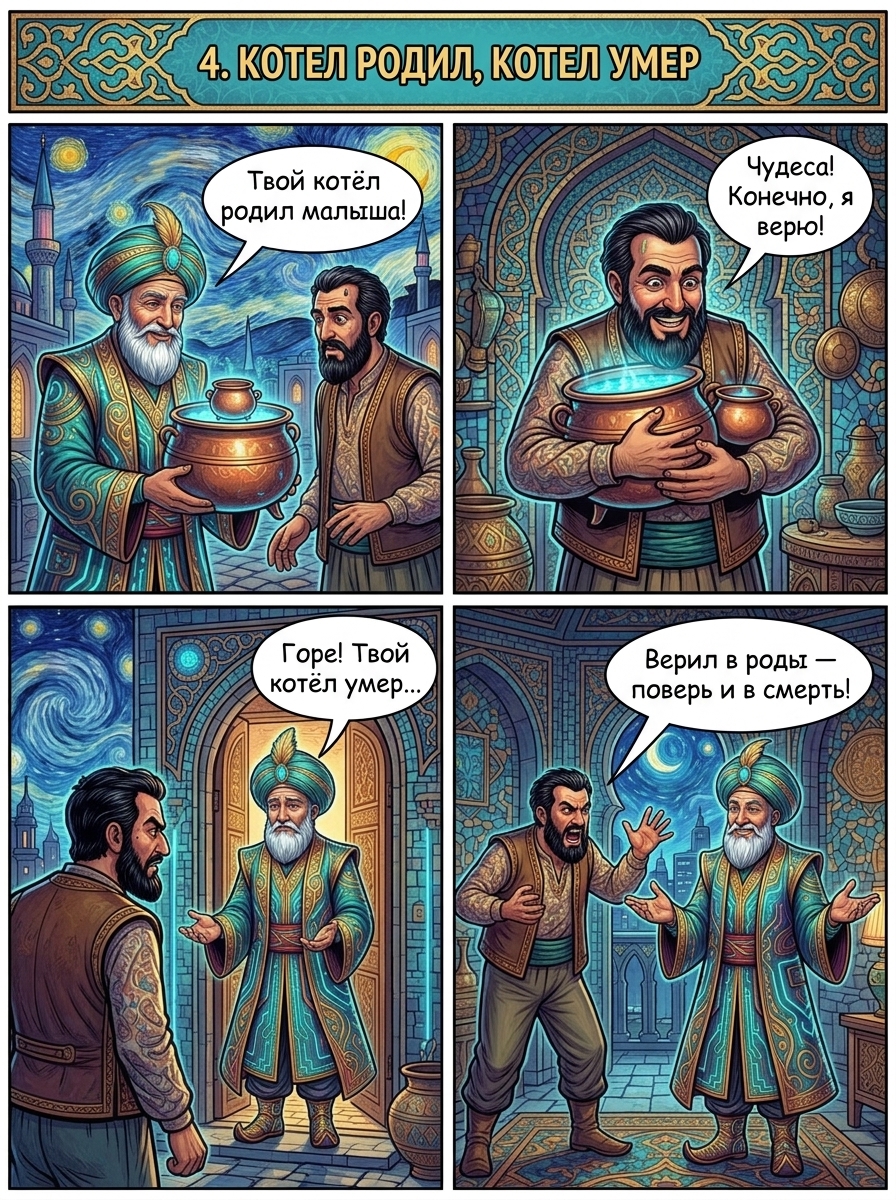 4. КОТЕЛ РОДИЛ, КОТЕЛ УМЕР
Твой котёл
родил малыша!
Чудеса!
Конечно, я
верю!
Горе! Твой
котёл умер...
Верил в роды —
поверь и в смерть!